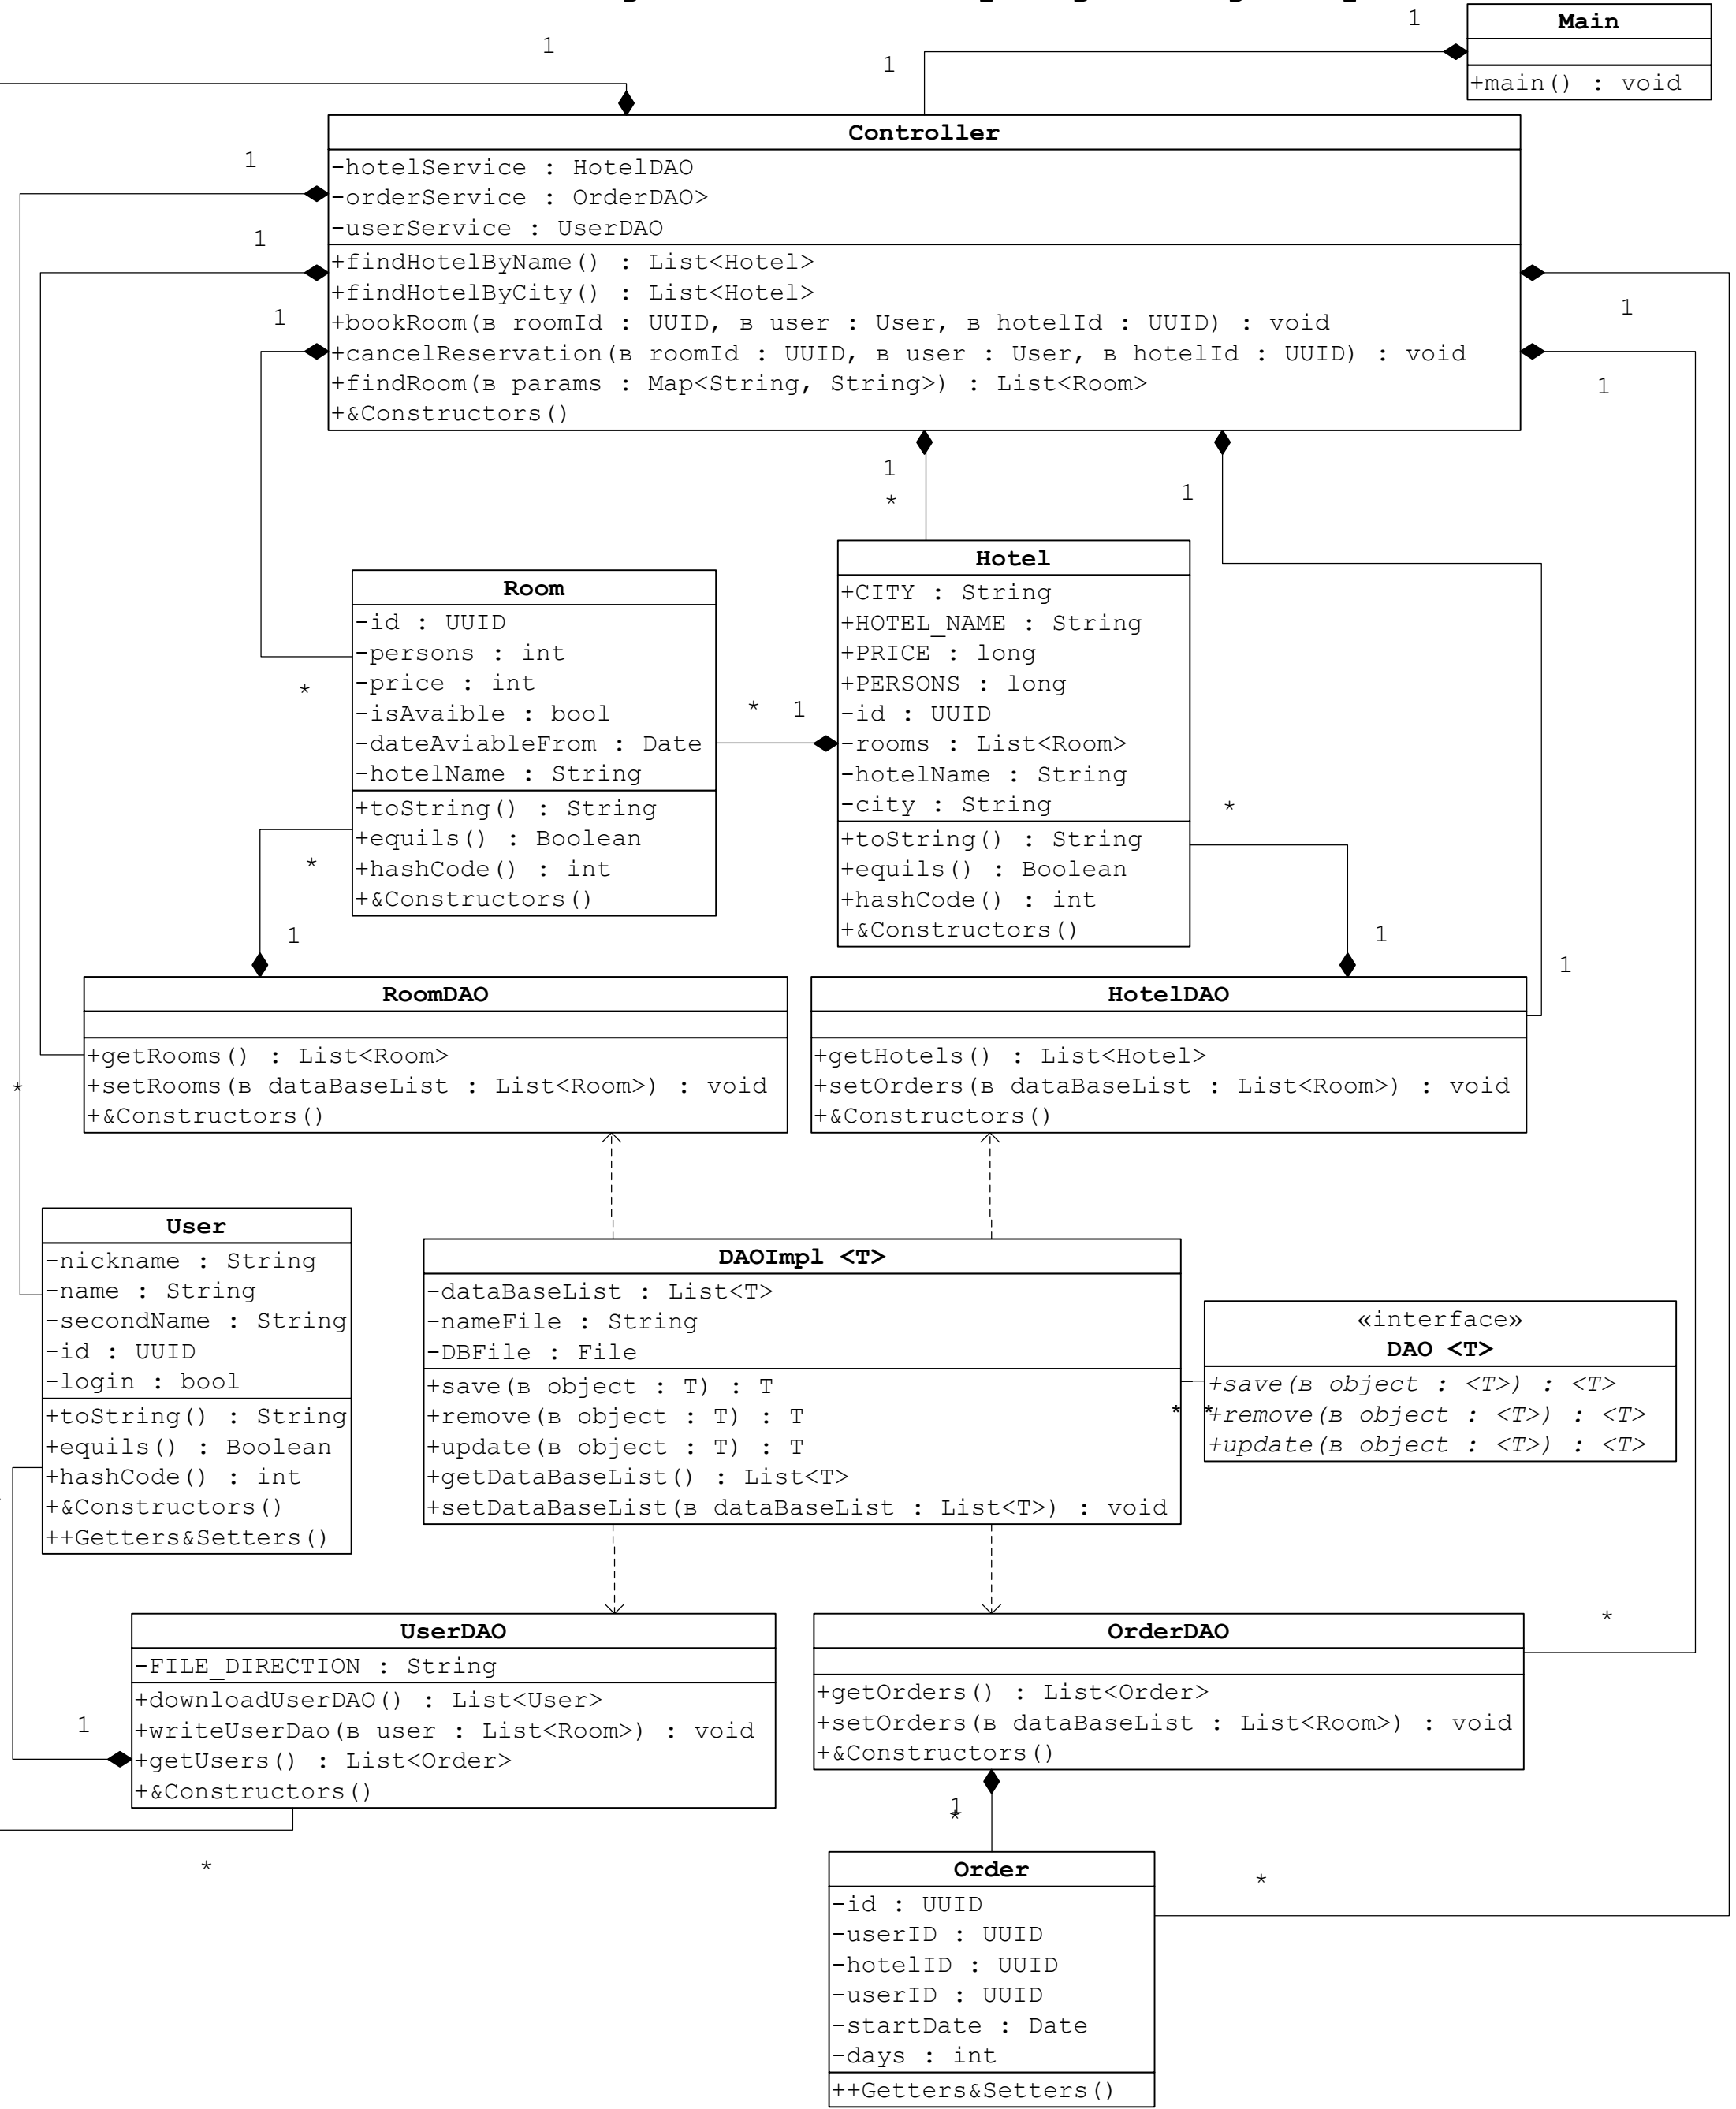 1
1
1
Main
+main() : void
Controller
-hotelService : HotelDAO
-orderService : OrderDAO>
-userService : UserDAO
+findHotelByName() : List<Hotel>
+findHotelByCity() : List<Hotel>
+bookRoom(в roomId : UUID, в user : User, в hotelId : UUID) : void
+cancelReservation(в roomId : UUID, в user : User, в hotelId : UUID) : void
+findRoom(в params : Map<String, String>) : List<Room>
+&Constructors()
1
1
1
1
1
1
*
1
Room
-id : UUID
-persons : int
-price : int
-isAvaible : bool
-dateAviableFrom : Date
-hotelName : String
+toString() : String
+equils() : Boolean
+hashCode() : int
+&Constructors()
*
*
1
* 1
Hotel
+CITY : String
+HOTEL_NAME : String
+PRICE : long
+PERSONS : long
-id : UUID
-rooms : List<Room>
-hotelName : String
-city : String
+toString() : String
+equils() : Boolean
+hashCode() : int
+&Constructors()
*
1
1
RoomDAO
+getRooms() : List<Room>
+setRooms(в dataBaseList : List<Room>) : void
+&Constructors()
*
HotelDAO
+getHotels() : List<Hotel>
+setOrders(в dataBaseList : List<Room>) : void
+&Constructors()
User
-nickname : String
-name : String
-secondName : String
-id : UUID
-login : bool
+toString() : String
+equils() : Boolean
+hashCode() : int
+&Constructors()
++Getters&Setters()
DAOImpl <T>
-dataBaseList : List<T>
-nameFile : String
-DBFile : File
+save(в object : T) : T
+remove(в object : T) : T
+update(в object : T) : T
+getDataBaseList() : List<T>
+setDataBaseList(в dataBaseList : List<T>) : void
* *
«interface»
DAO <T>
+save(в object : <T>) : <T>
+remove(в object : <T>) : <T>
+update(в object : <T>) : <T>
UserDAO
-FILE_DIRECTION : String
+downloadUserDAO() : List<User>
+writeUserDao(в user : List<Room>) : void
+getUsers() : List<Order>
+&Constructors()
1
*
OrderDAO
+getOrders() : List<Order>
+setOrders(в dataBaseList : List<Room>) : void
+&Constructors()
*
1
*
Order
-id : UUID
-userID : UUID
-hotelID : UUID
-userID : UUID
-startDate : Date
-days : int
++Getters&Setters()
*